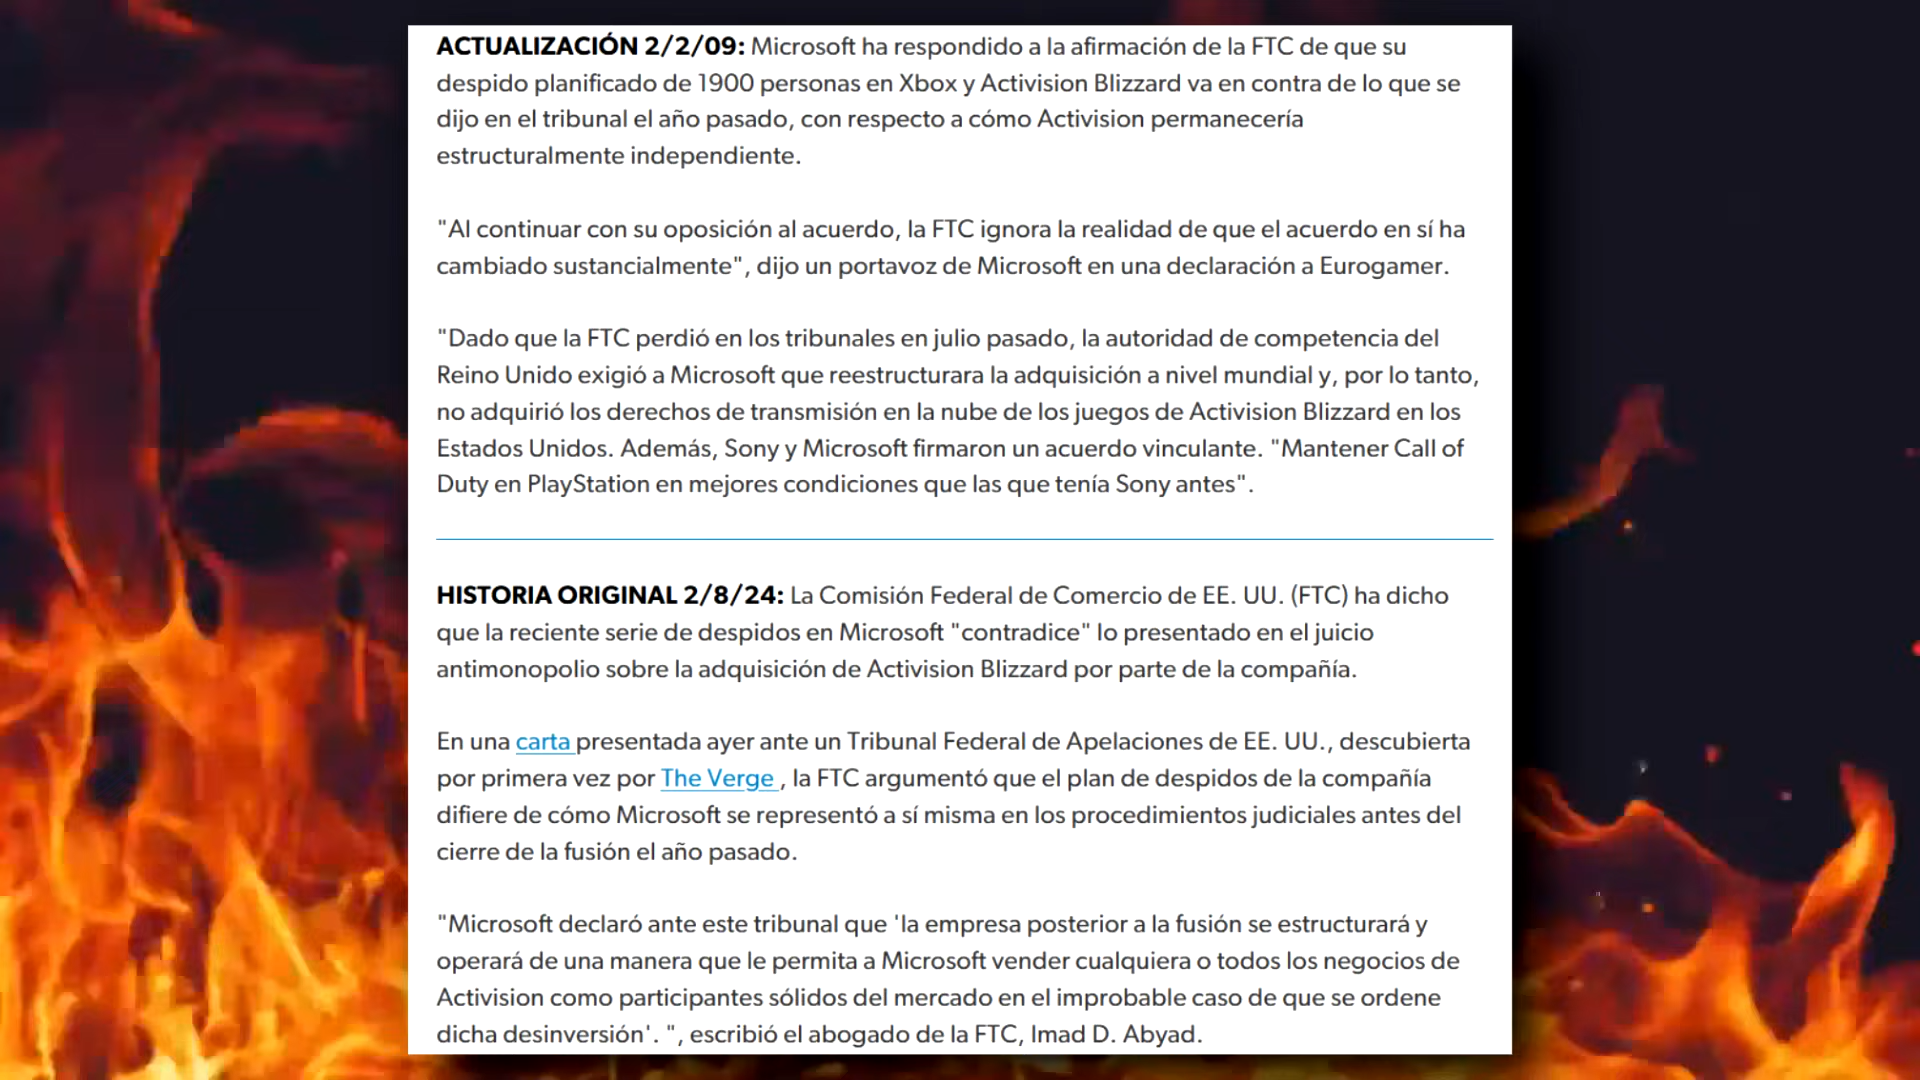 ACTUALIZACIÓN 2/2/09: Microsoft ha respondido a la afirmación de la FTC de que su
despido planificado de 1900 personas en Xbox y Activision Blizzard va en contra de lo que se
dijo en el tribunal el año pasado, con respecto a cómo Activision permanecería
estructuralmente independiente.
"Al continuar con su oposición al acuerdo, la FTC ignora la realidad de que el acuerdo en sí ha
cambiado sustancialmente", dijo un portavoz de Microsoft en una declaración a Eurogamer.
"Dado que la FTC perdió en los tribunales en julio pasado, la autoridad de competencia del
Reino Unido exigió a Microsoft que reestructurara la adquisición a nivel mundial y, por lo tanto,
no adquirió los derechos de transmisión en la nube de los juegos de Activision Blizzard en los
Estados Unidos. Además, Sony y Microsoft firmaron un acuerdo vinculante. "Mantener Call of
Duty en PlayStation en mejores condiciones que las que tenía Sony antes".
HISTORIA ORIGINAL 2/8/24: La Comisión Federal de Comercio de EE. UU. (FTC) ha dicho
que la reciente serie de despidos en Microsoft "contradice" lo presentado en el juicio
antimonopolio sobre la adquisición de Activision Blizzard por parte de la compañía.
En una carta presentada ayer ante un Tribunal Federal de Apelaciones de EE. UU., descubierta
por primera vez por The Verge , la FTC argumentó que el plan de despidos de la compañía
difiere de cómo Microsoft se representó a sí misma en los procedimientos judiciales antes del
cierre de la fusión el año pasado.
"Microsoft declaró ante este tribunal que 'la empresa posterior a la fusión se estructurará y
operará de una manera que le permita a Microsoft vender cualquiera o todos los negocios de
Activision como participantes sólidos del mercado en el improbable caso de que se ordene
dicha desinversión'. ", escribió el abogado de la FTC, Imad D. Abyad.